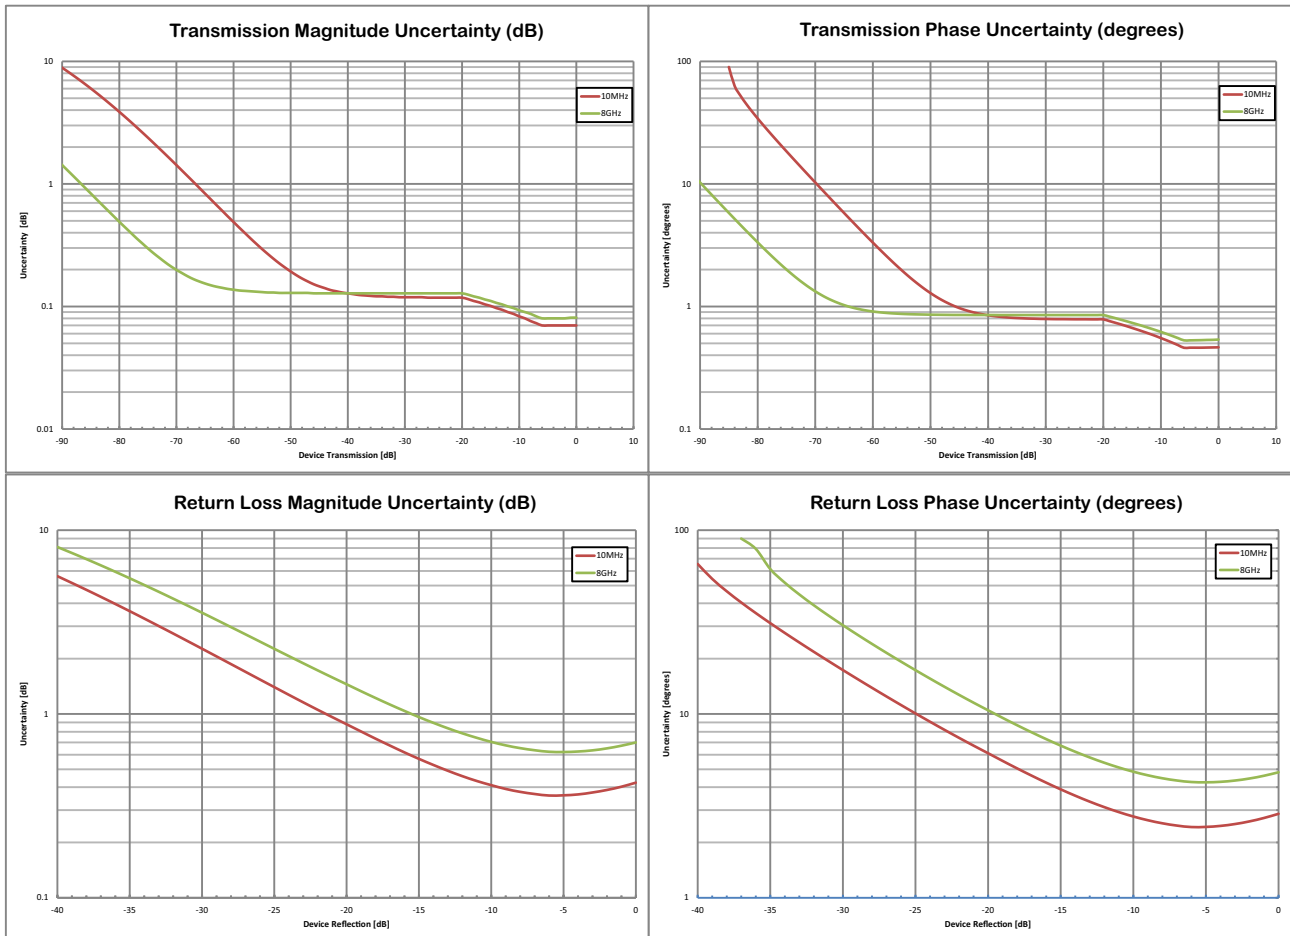 Transmission Magnitude Uncertainty (dB)
10
1
0.1
0.01
Uncertainty [dB]
10MHz
8GHz
-90 -80 -70 -60 -50 -40 -30 -20 -10 0 10
Device Transmission [dB]
Transmission Phase Uncertainty (degrees)
100
10
1
0.1
Uncertainty [degrees]
10MHz
8GHz
-90 -80 -70 -60 -50 -40 -30 -20 -10 0 10
Device Transmission [dB]
Return Loss Magnitude Uncertainty (dB)
10
1
0.1
Uncertainty [dB]
10MHz
8GHz
-40 -35 -30 -25 -20 -15 -10 -5 0
Device Reflection [dB]
Return Loss Phase Uncertainty (degrees)
100
10
1
Uncertainty [degrees]
10MHz
8GHz
-40 -35 -30 -25 -20 -15 -10 -5 0
Device Reflection [dB]